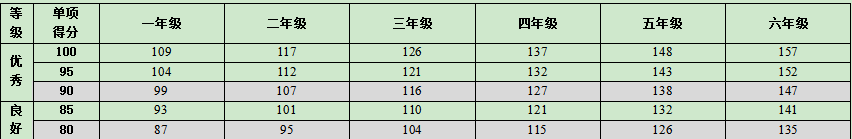 等级 单项得分 一年级 二年级 三年级 四年级 五年级 六年级
优秀 100 109 117 126 137 148 157
95 104 112 121 132 143 152
90 99 107 116 127 138 147
良好 85 93 101 110 121 132 141
80 87 95 104 115 126 135